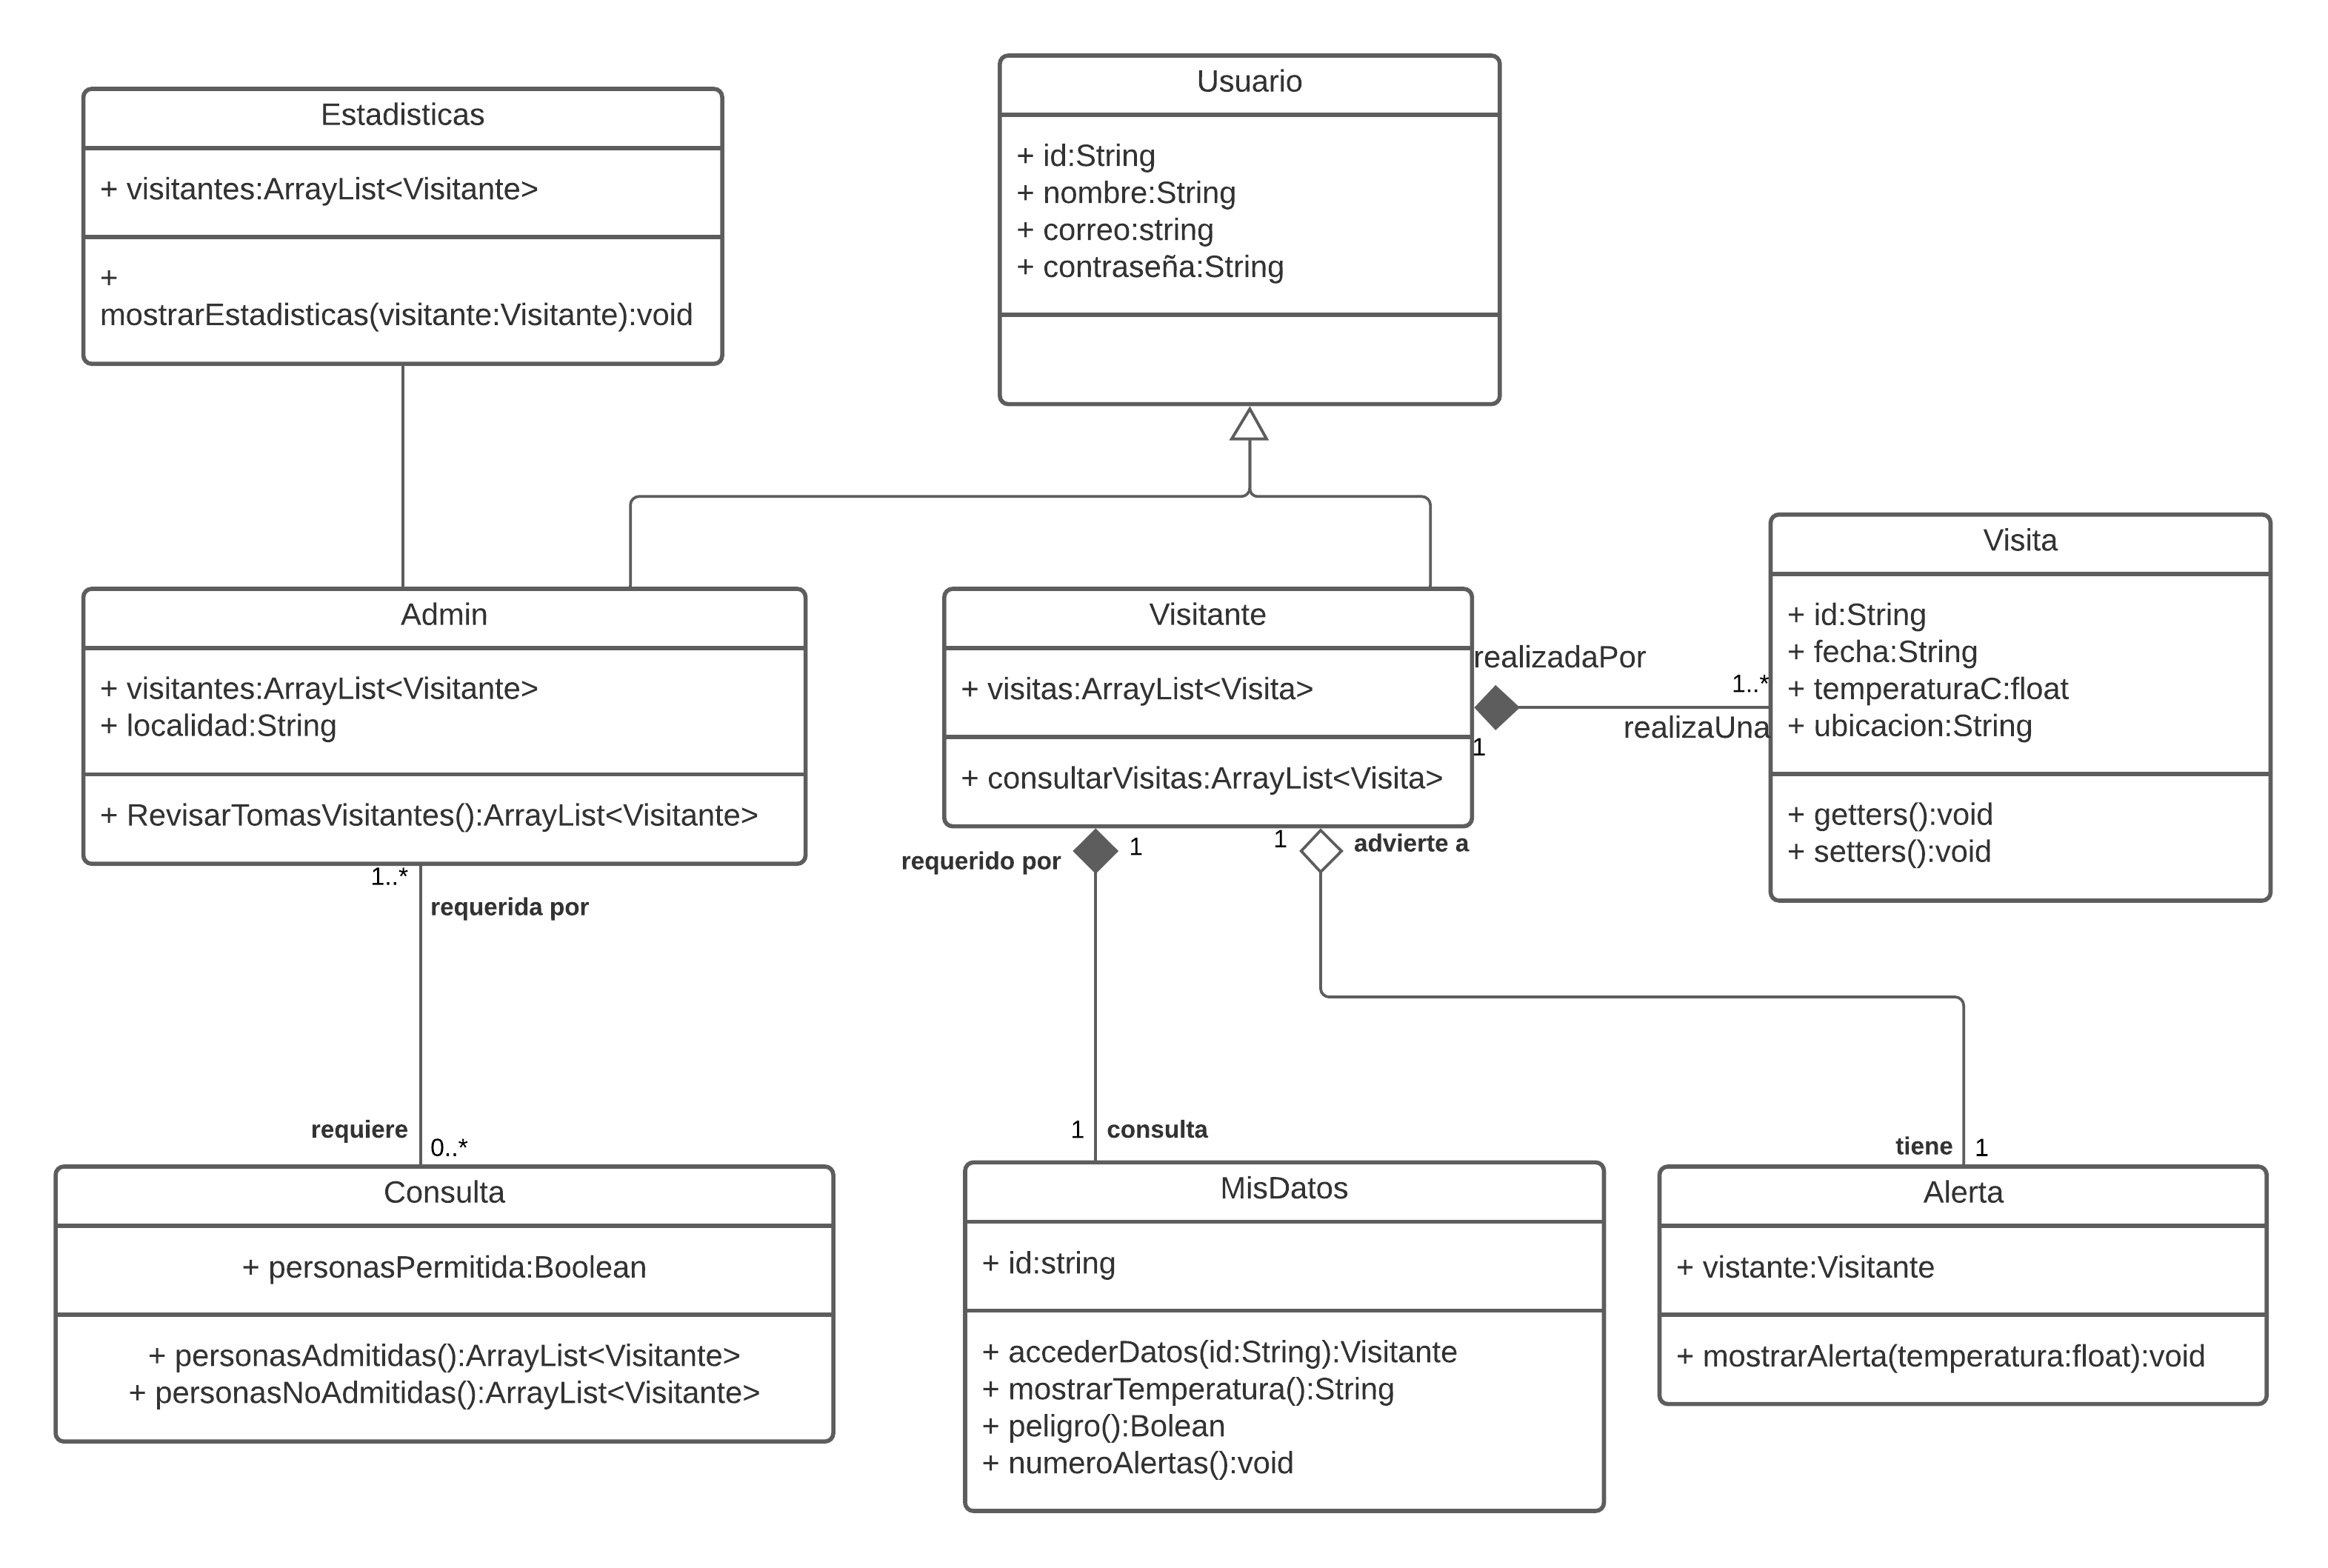 Estadisticas
+ visitantes:ArrayList<Visitante>
+
mostrarEstadisticas(visitante:Visitante):void
Usuario
+ id:String
+ nombre:String
+ correo:string
+ contraseña:String
Admin
+ visitantes:ArrayList<Visitante>
+ localidad:String
+ RevisarTomasVisitantes():ArrayList<Visitante>
Visitante
+ visitas:ArrayList<Visita>
+ consultarVisitas:ArrayList<Visita>
realizadaPor
1..*
realizaUna
1
Visita
+ id:String
+ fecha:String
+ temperaturaC:float
+ ubicacion:String
+ getters():void
+ setters():void
1..*
requerida por
requerido por
1
1
advierte a
requiere
0..*
1
consulta
tiene
1
Consulta
+ personasPermitida:Boolean
+ personasAdmitidas():ArrayList<Visitante>
+ personasNoAdmitidas():ArrayList<Visitante>
MisDatos
+ id:string
+ accederDatos(id:String):Visitante
+ mostrarTemperatura():String
+ peligro():Bolean
+ numeroAlertas():void
Alerta
+ vistante:Visitante
+ mostrarAlerta(temperatura:float):void